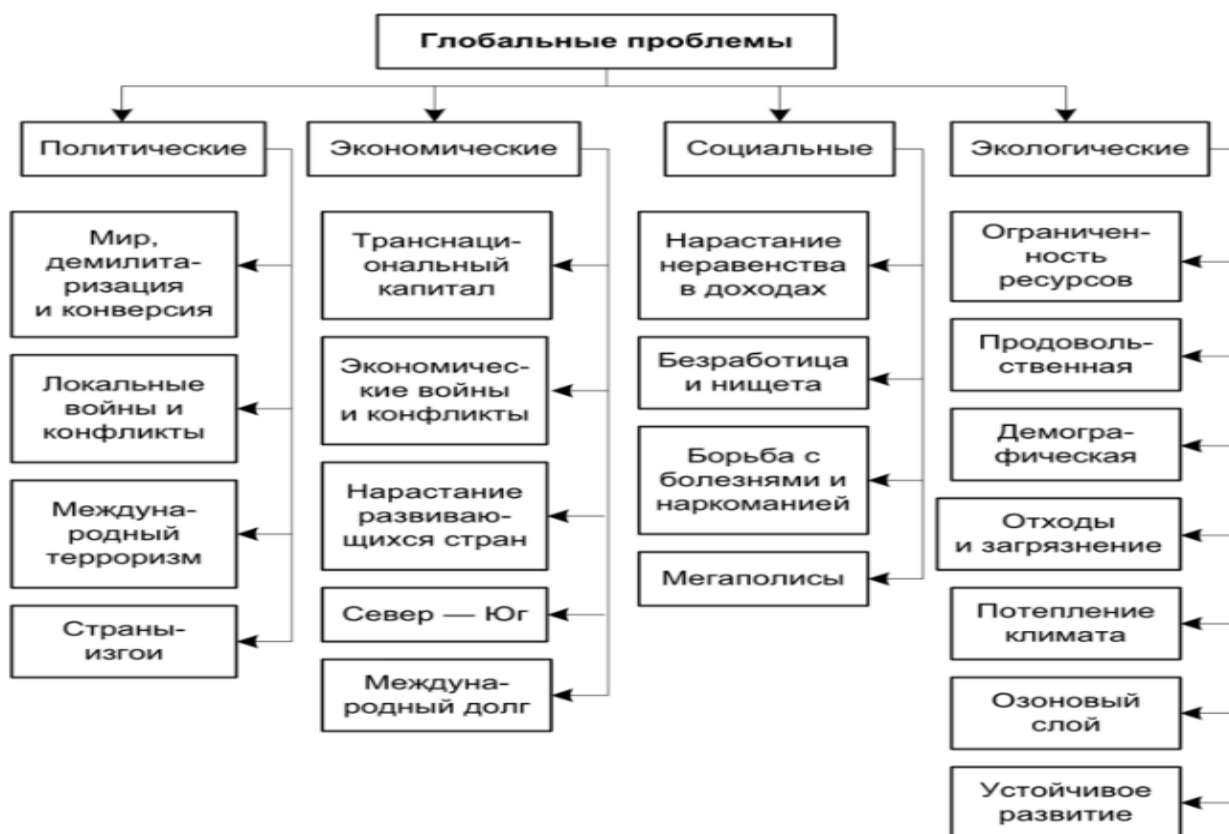 Глобальные проблемы
Политические
Экономические
Социальные
Экологические
Мир,
демилита-
ризация
и конверсия
Локальные
войны и
конфликты
Междуна-
родный
терроризм
Страны-
изгои
Транснаци-
ональный
капитал
Экономичес-
кие войны
и конфликты
Нарастание
развиваю-
щихся стран
Север — Юг
Междуна-
родный долг
Нарастание
неравенства
в доходах
Безработица
и нищета
Борьба с
болезнями и
наркоманией
Мегаполисы
Ограничен-
ность
ресурсов
Продоволь-
ственная
Демогра-
фическая
Отходы
и загрязнение
Потепление
климата
Озоновый
слой
Устойчивое
развитие